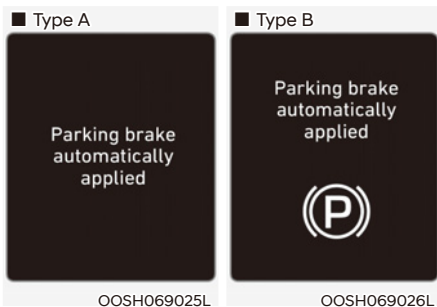 ■ Type A
Parking brake
automatically
applied
OOSH069025L
■ Type B
Parking brake
automatically
applied
P
OOSH069026L